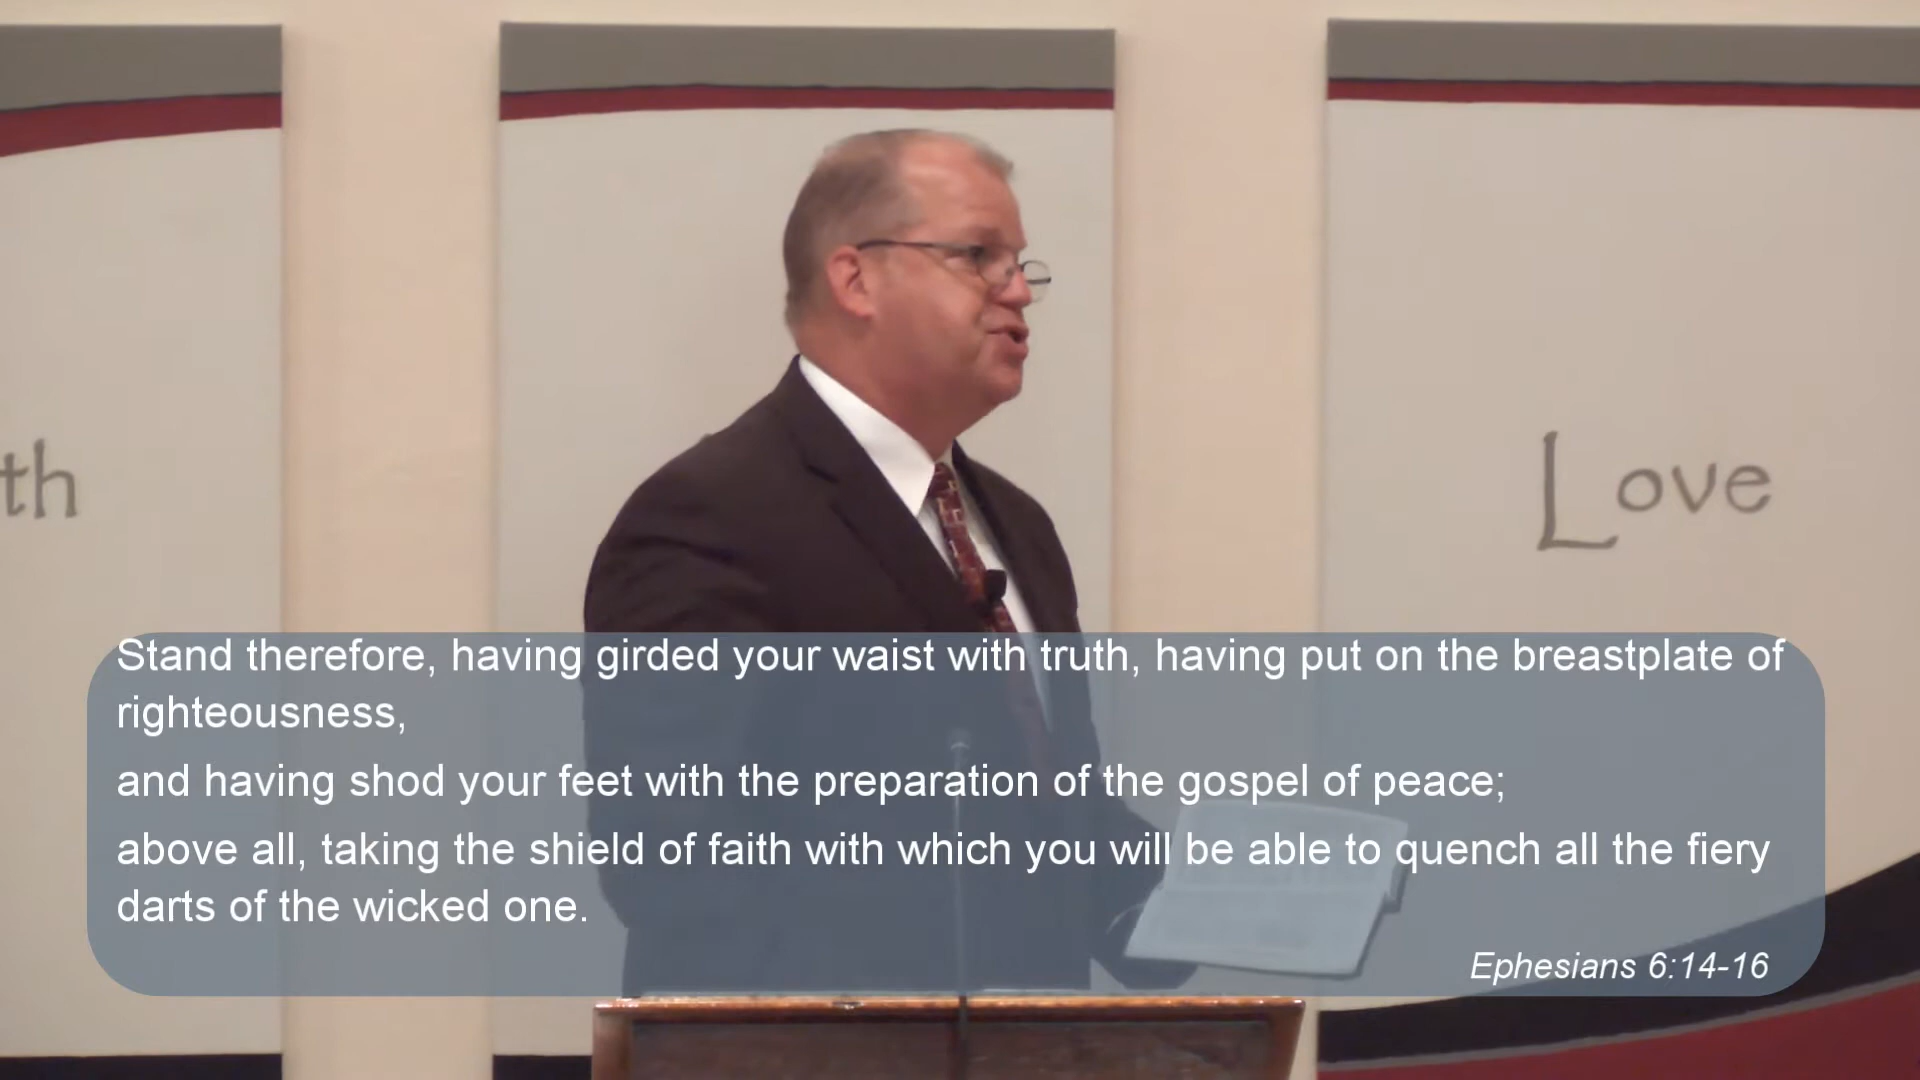 th
Love
Stand therefore, having girded your waist with truth, having put on the breastplate of
righteousness,
and having shod your feet with the preparation of the gospel of peace;
above all, taking the shield of faith with which you will be able to quench all the fiery
darts of the wicked one.
Ephesians 6:14-16